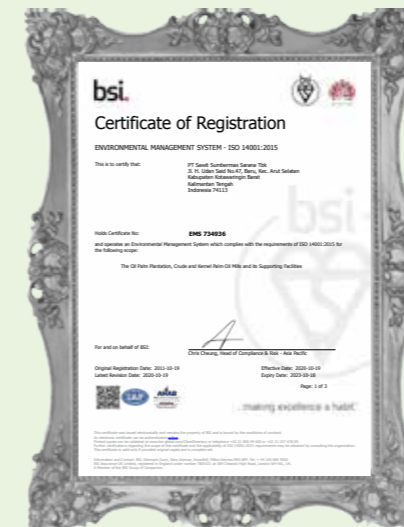 bsi.
Certificate of Registration
ENVIRONMENTAL MANAGEMENT SYSTEM - ISO 14001:2015
This is to certify that:
PT Sawit Sumbermas Sarana Tbk
Jl. H. Udan Said No.47, Baru, Kec. Arut Selatan
Kabupaten Kotawaringin Barat
Kalimantan Tengah
Indonesia 74113
bsi
Holds Certificate No:
EMS 734936
and operates an Environmental Management System which complies with the requirements of ISO 14001:2015 for
the following scope:
The Oil Palm Plantation, Crude and Kernel Palm Oil Mills and its Supporting Facilities
For and on behalf of BSI:
Chris Cheung, Head of Compliance & Risk - Asia Pacific
Original Registration Date: 2011-10-19
Effective Date: 2020-10-19
Latest Revision Date: 2020-10-19
Expiry Date: 2023-10-18
Page: 1 of 3
IAF
ANAB
...making excellence a habit.